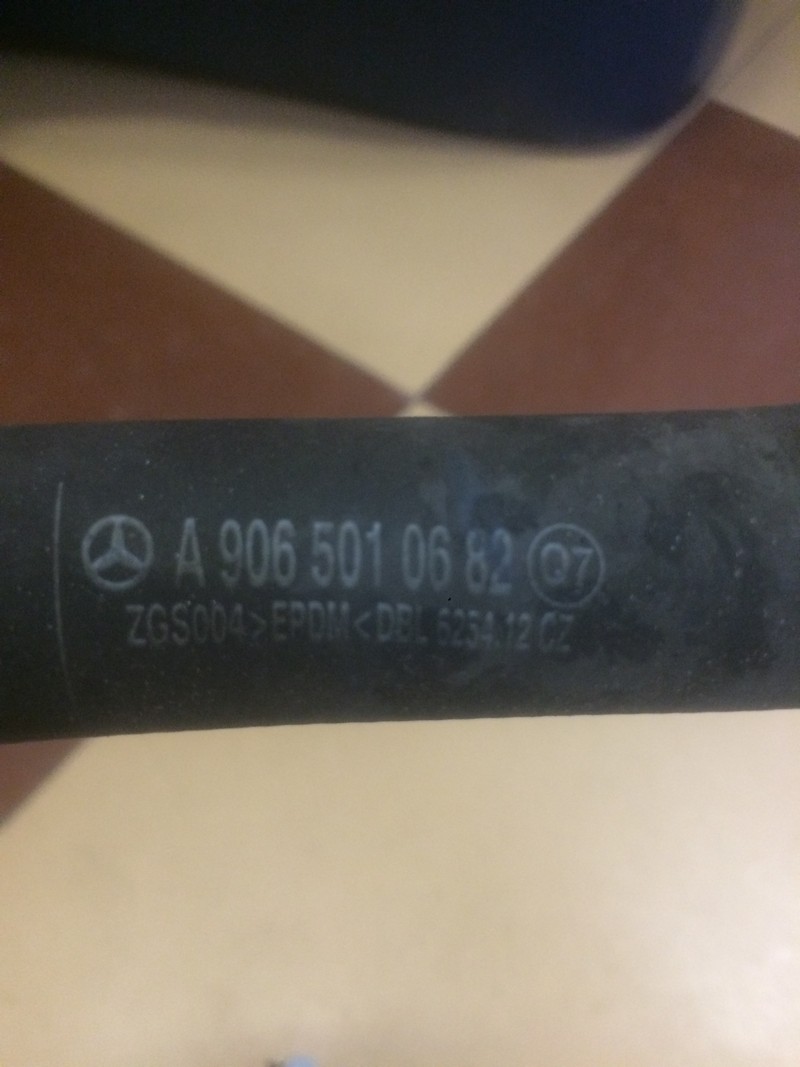 A 906 501 06 82 Q7
ZGS004>EPDM<DBL 6254.12 CZ